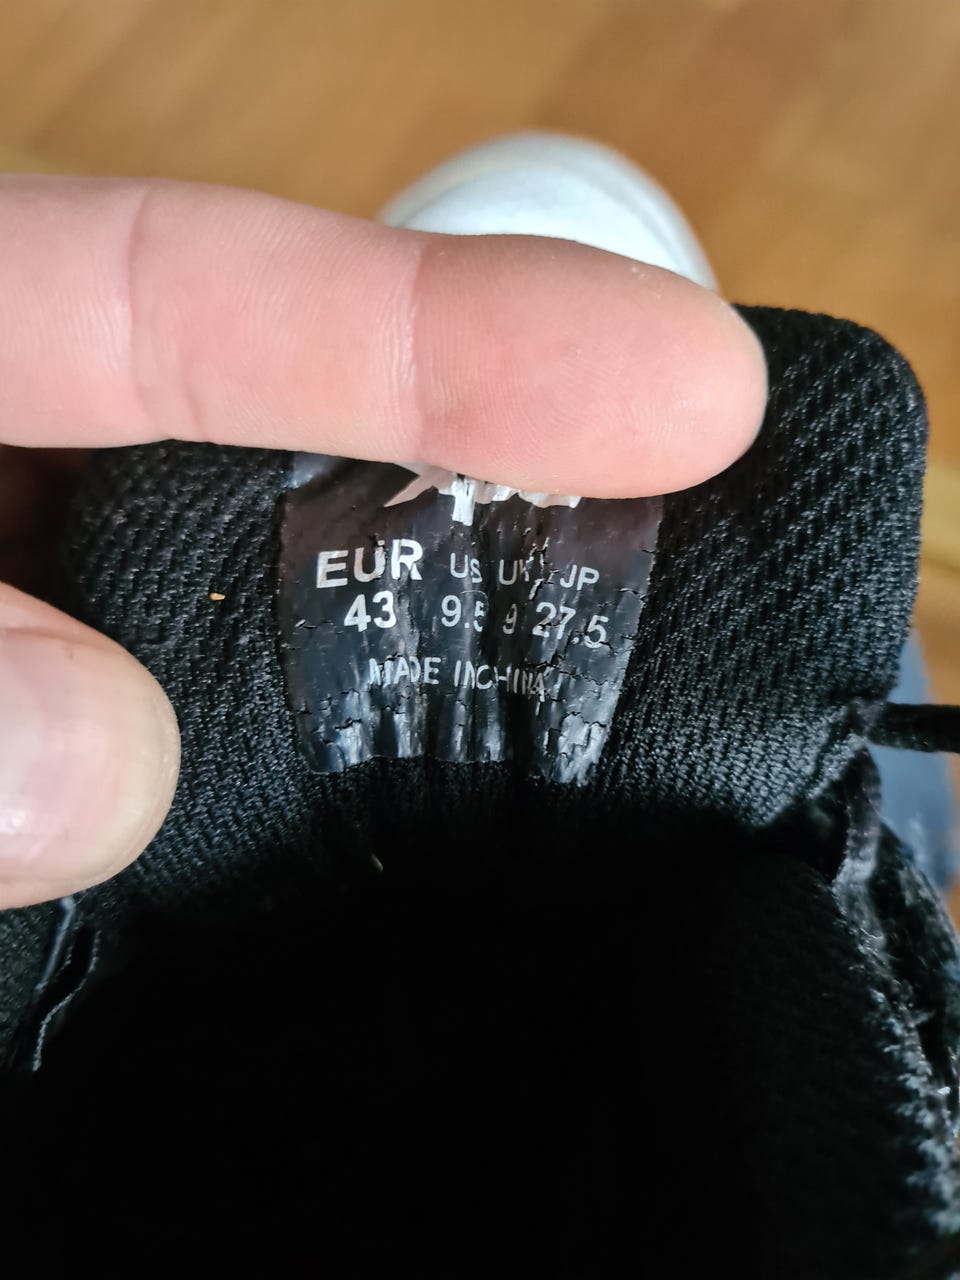 EUR US UK JP
43 9.5 9 27.5
MADE IN CHINA